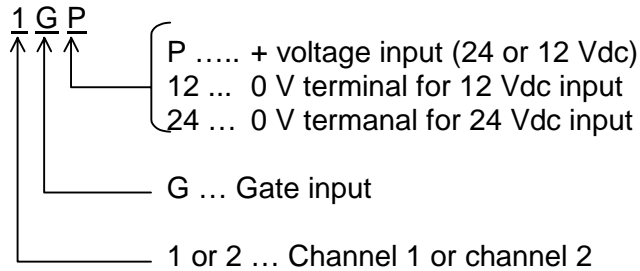 1 G P
P ..... + voltage input (24 or 12 Vdc)
12 ... 0 V terminal for 12 Vdc input
24 ... 0 V termanal for 24 Vdc input
G ... Gate input
1 or 2 ... Channel 1 or channel 2